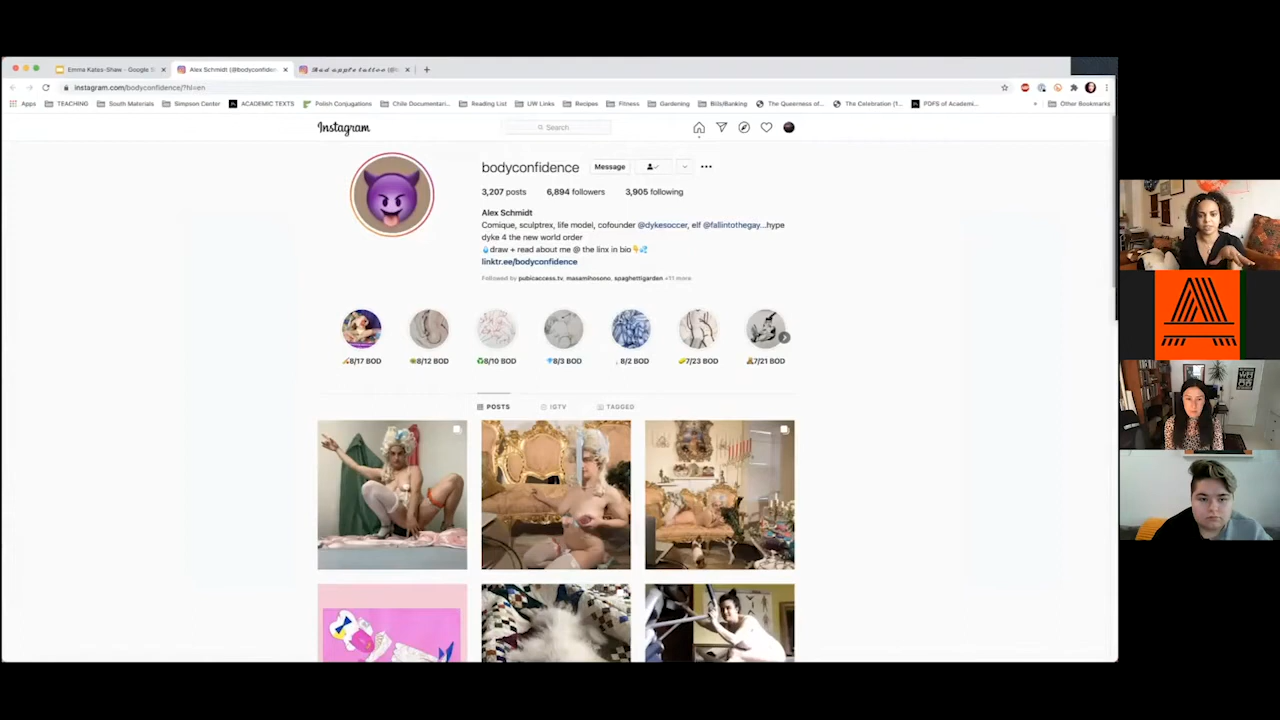 Emma Katza-Shaw - Google S
Alex Schmidt (@bodyconfiden
instagram.com/bodyconfidence/?hl=en
Apps
TEACHING
South Materials
Simpson Center
ACADEMIC TEXTS
Polish Conjugations
Chile Documentari...
Reading List
UW Links
Recipes
Fitness
Gardening
Bills/Banking
The Queerness of...
The Celebration (1...
PDFS of Academi...
Other Bookmarks
Instagram
Search
bodyconfidence
Message
3,207 posts 6,894 followers 3,905 following
Alex Schmidt
Comique, sculptrex, life model, cofounder @dykesoccer, elf @fallintothegay...hype
dyke 4 the new world order
💧draw + read about me @ the linx in bio👇💦
linktr.ee/bodyconfidence
Followed by pubicaccess.tv, masamihosono, spaghettigarden +11 more
8/17 BOD
8/12 BOD
8/10 BOD
8/3 BOD
8/2 BOD
7/23 BOD
7/21 BOD
POSTS
IGTV
TAGGED